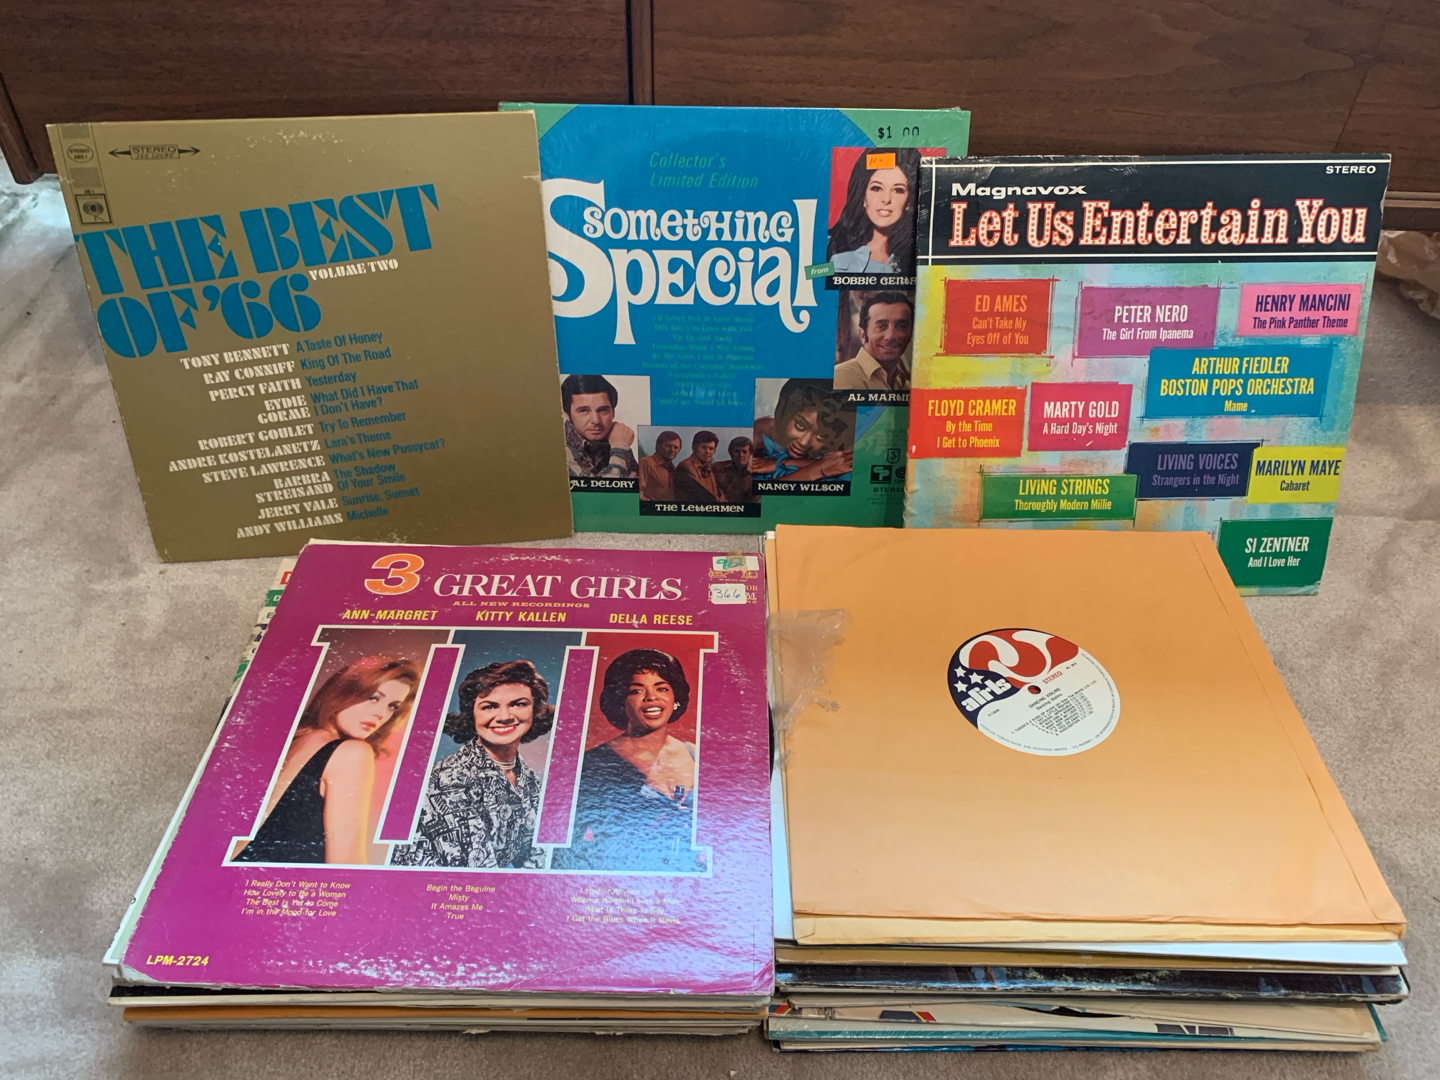 STEREO
THE BEST
OF '66
VOLUME TWO
TONY BENNETT A Taste Of Honey
RAY CONNIFF King Of The Road
PERCY FAITH Yesterday
EYDIE GORME What Did I Have That I Don't Have?
ROBERT GOULET Try To Remember
ANDRE KOSTELANETZ Lara's Theme
STEVE LAWRENCE What's New Pussycat?
BARBRA STREISAND The Shadow Of Your Smile
JERRY VALE Sunrise, Sunset
ANDY WILLIAMS Michelle
$1 00
Collector's
Limited Edition
Something
Special!
from
BOBBIE GENTR
AL MARTI
AL DeLORY
THE LETTERMEN
NANCY WILSON
STEREO
Magnavox
Let Us Entertain You
ED AMES
Can't Take My
Eyes Off of You
PETER NERO
The Girl From Ipanema
HENRY MANCINI
The Pink Panther Theme
ARTHUR FIEDLER
BOSTON POPS ORCHESTRA
Mame
FLOYD CRAMER
By the Time
I Get to Phoenix
MARTY GOLD
A Hard Day's Night
LIVING VOICES
Strangers in the Night
MARILYN MAYE
Cabaret
LIVING STRINGS
Thoroughly Modern Millie
SI ZENTNER
And I Love Her
3 GREAT GIRLS
ALL NEW RECORDINGS
366
ANN-MARGRET KITTY KALLEN DELLA REESE
I Really Don't Want to Know
How Lovely to Be a Woman
The Best Is Yet to Come
I'm in the Mood for Love
Begin the Beguine
Misty
It Amazes Me
True
What Is There to Say
I Get the Blues When It Rains
LPM-2724
STEREO
DANCING VIOLINS